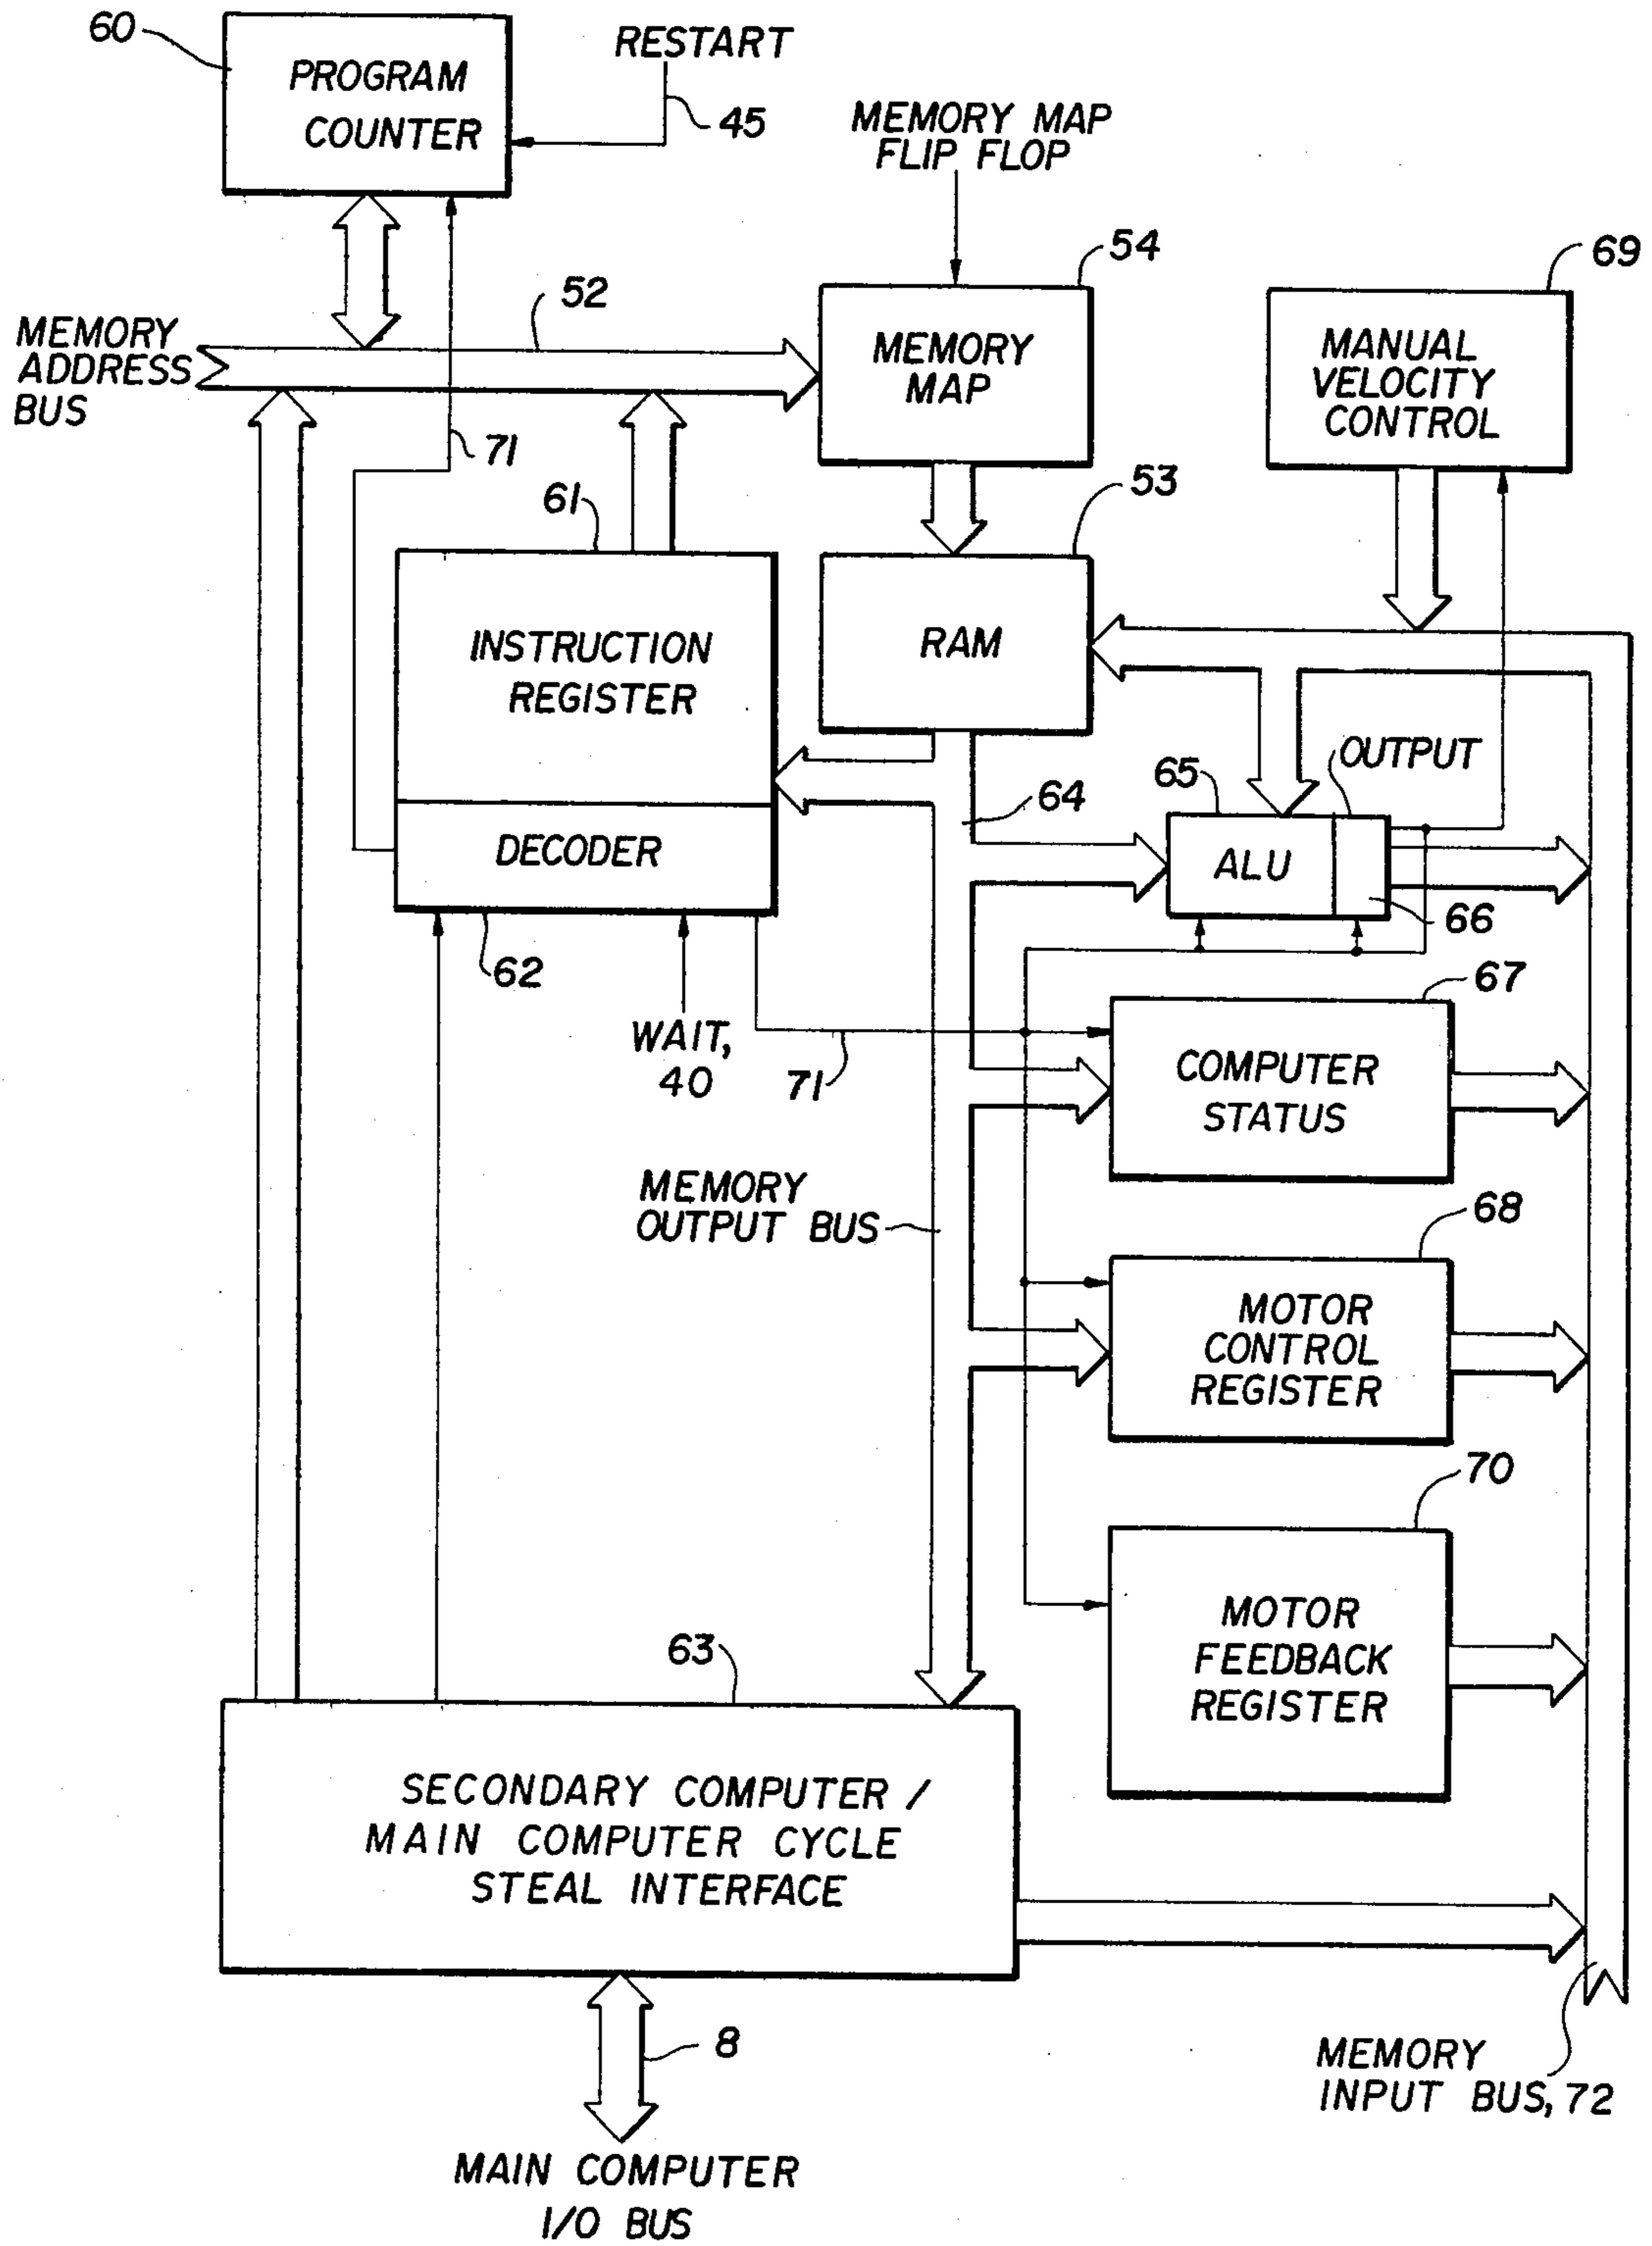 60
PROGRAM
COUNTER
RESTART
45
MEMORY MAP
FLIP FLOP
54
69
52
MEMORY
ADDRESS
BUS
MEMORY
MAP
MANUAL
VELOCITY
CONTROL
71
61
53
INSTRUCTION
REGISTER
RAM
OUTPUT
65
64
DECODER
ALU
66
62
67
WAIT,
40
71
COMPUTER
STATUS
MEMORY
OUTPUT BUS
68
MOTOR
CONTROL
REGISTER
70
MOTOR
FEEDBACK
REGISTER
63
SECONDARY COMPUTER /
MAIN COMPUTER CYCLE
STEAL INTERFACE
8
MEMORY
INPUT BUS, 72
MAIN COMPUTER
I/O BUS